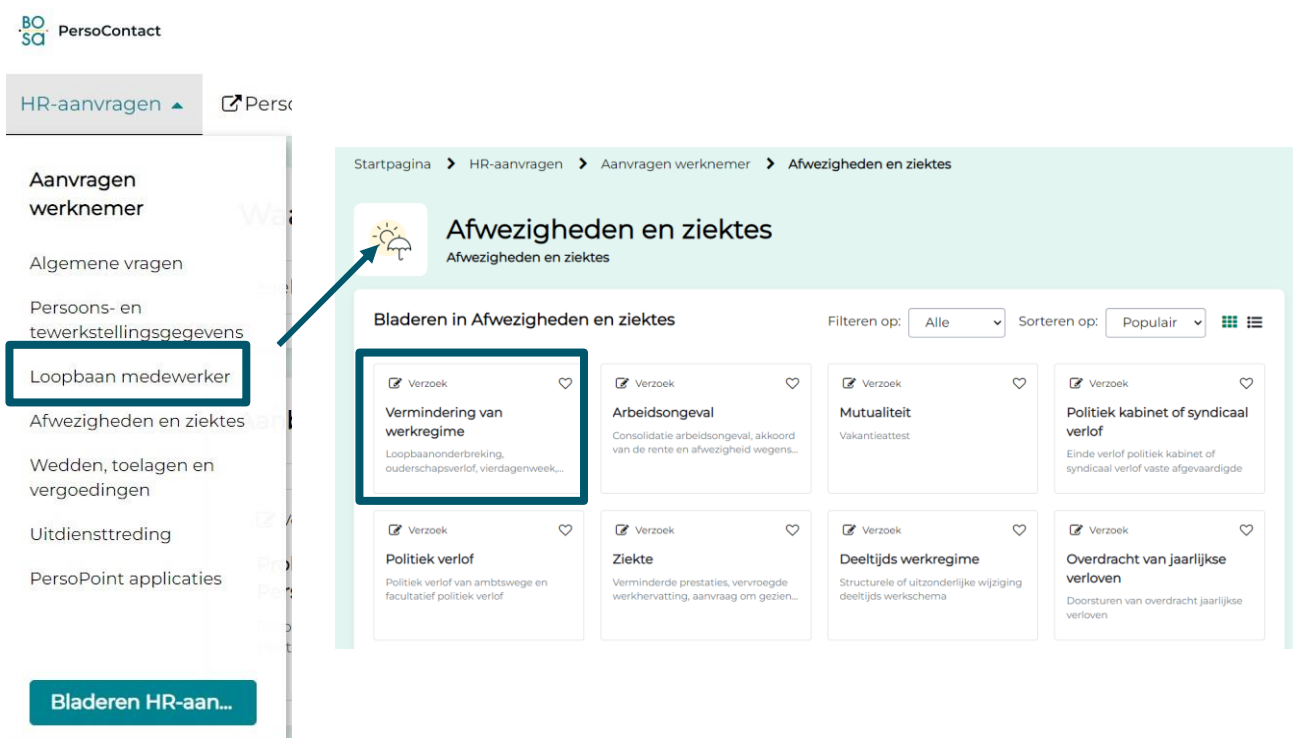 BO
SA
PersoContact
HR-aanvragen
Perso
Aanvragen
werknemer
Algemene vragen
Persoons- en
tewerkstellingsgegevens
Loopbaan medewerker
Afwezigheden en ziektes
Wedden, toelagen en
vergoedingen
Uitdiensttreding
PersoPoint applicaties
Bladeren HR-aan...
Startpagina HR-aanvragen Aanvragen werknemer Afwezigheden en ziektes
Afwezigheden en ziektes
Afwezigheden en ziektes
Bladeren in Afwezigheden en ziektes
Filteren op: Alle Sorteren op: Populair
Verzoek
Vermindering van
werkregime
Loopbaanonderbreking,
ouderschapsverlof, vierdagenweek,...
Verzoek
Arbeidsongeval
Consolidatie arbeidsongeval, akkoord
van de rente en afwezigheid wegens...
Verzoek
Mutualiteit
Vakantieattest
Verzoek
Politiek kabinet of syndicaal
verlof
Einde verlof politiek kabinet of
syndicaal verlof vaste afgevaardigde
Verzoek
Politiek verlof
Politiek verlof van ambtswege en
facultatief politiek verlof
Verzoek
Ziekte
Verminderde prestaties, vervroegde
werkhervatting, aanvraag om gezien...
Verzoek
Deeltijds werkregime
Structurele of uitzonderlijke wijziging
deeltijds werkschema
Verzoek
Overdracht van jaarlijkse
verloven
Doorsturen van overdracht jaarlijkse
verloven